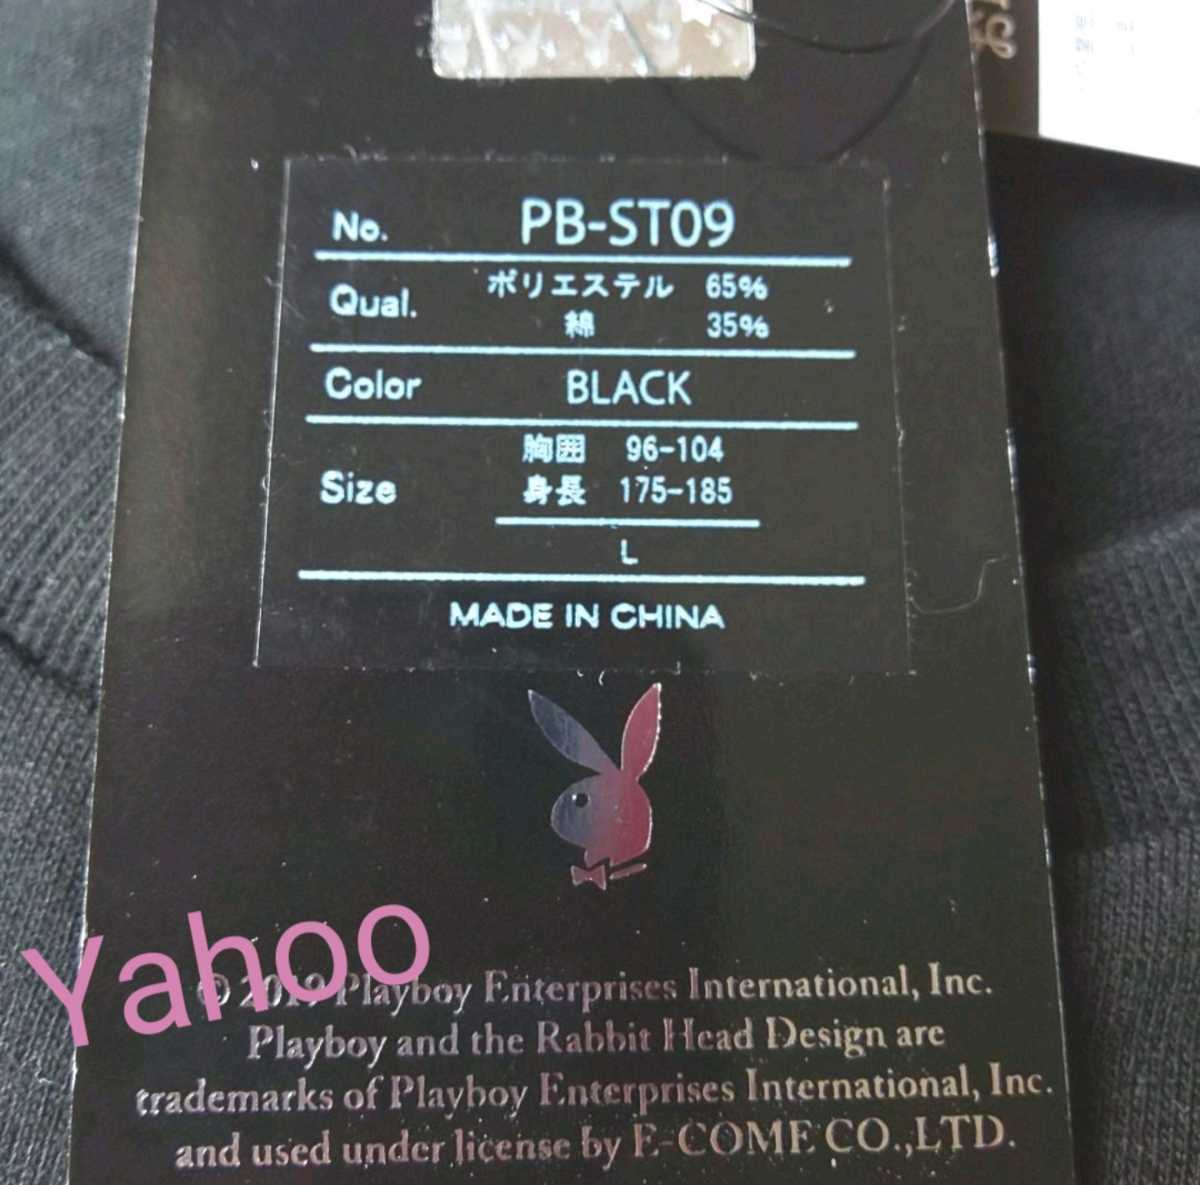 No. PB-ST09
Qual. ポリエステル 65%
綿 35%
Color BLACK
Size 胸囲 96-104
身長 175-185
L
MADE IN CHINA
Yahoo
© 2019 Playboy Enterprises International, Inc.
Playboy and the Rabbit Head Design are
trademarks of Playboy Enterprises International, Inc.
and used under license by E-COME CO.,LTD.